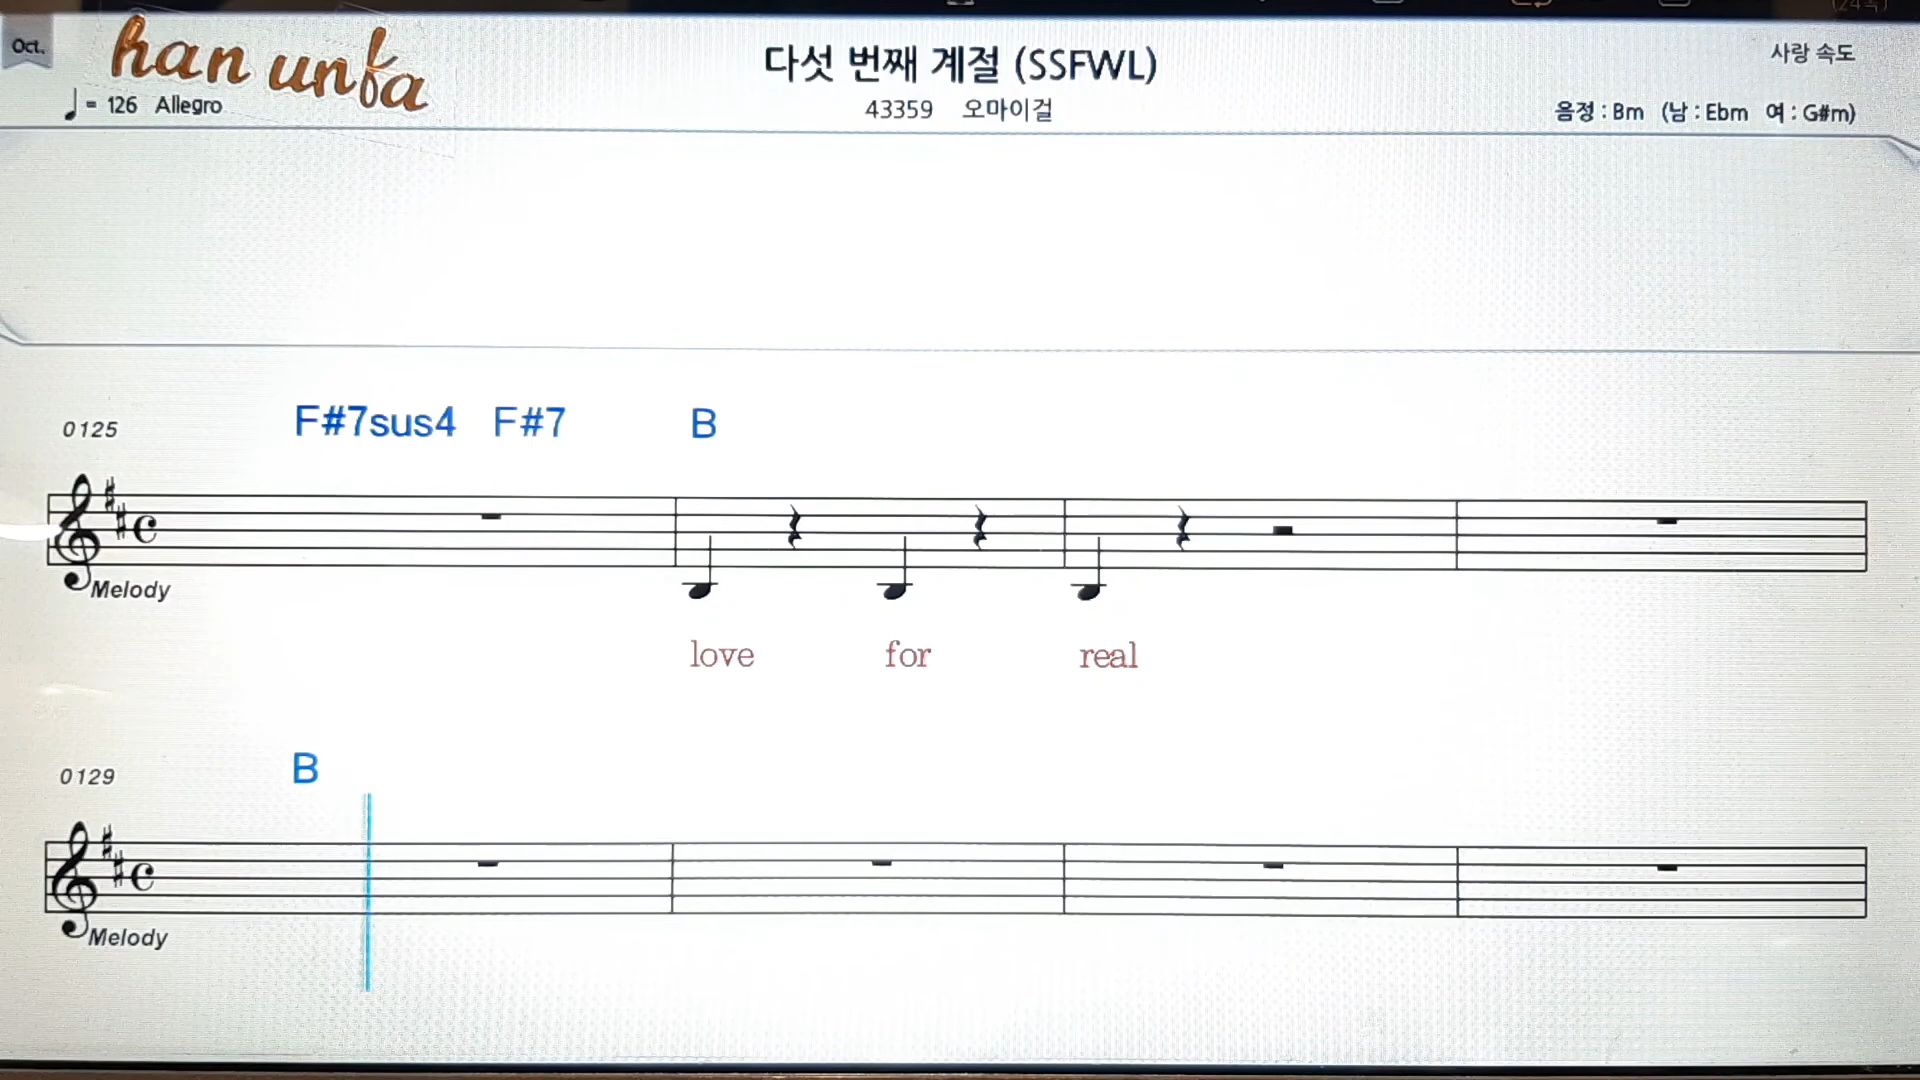 Oct.
han unfa
다섯 번째 계절 (SSFWL)
사랑 속도
♩ = 126 Allegro
43359 오마이걸
음정 : Bm (남 : Ebm 여 : G#m)
0125 F#7sus4 F#7 B
Melody
love for real
0129 B
Melody